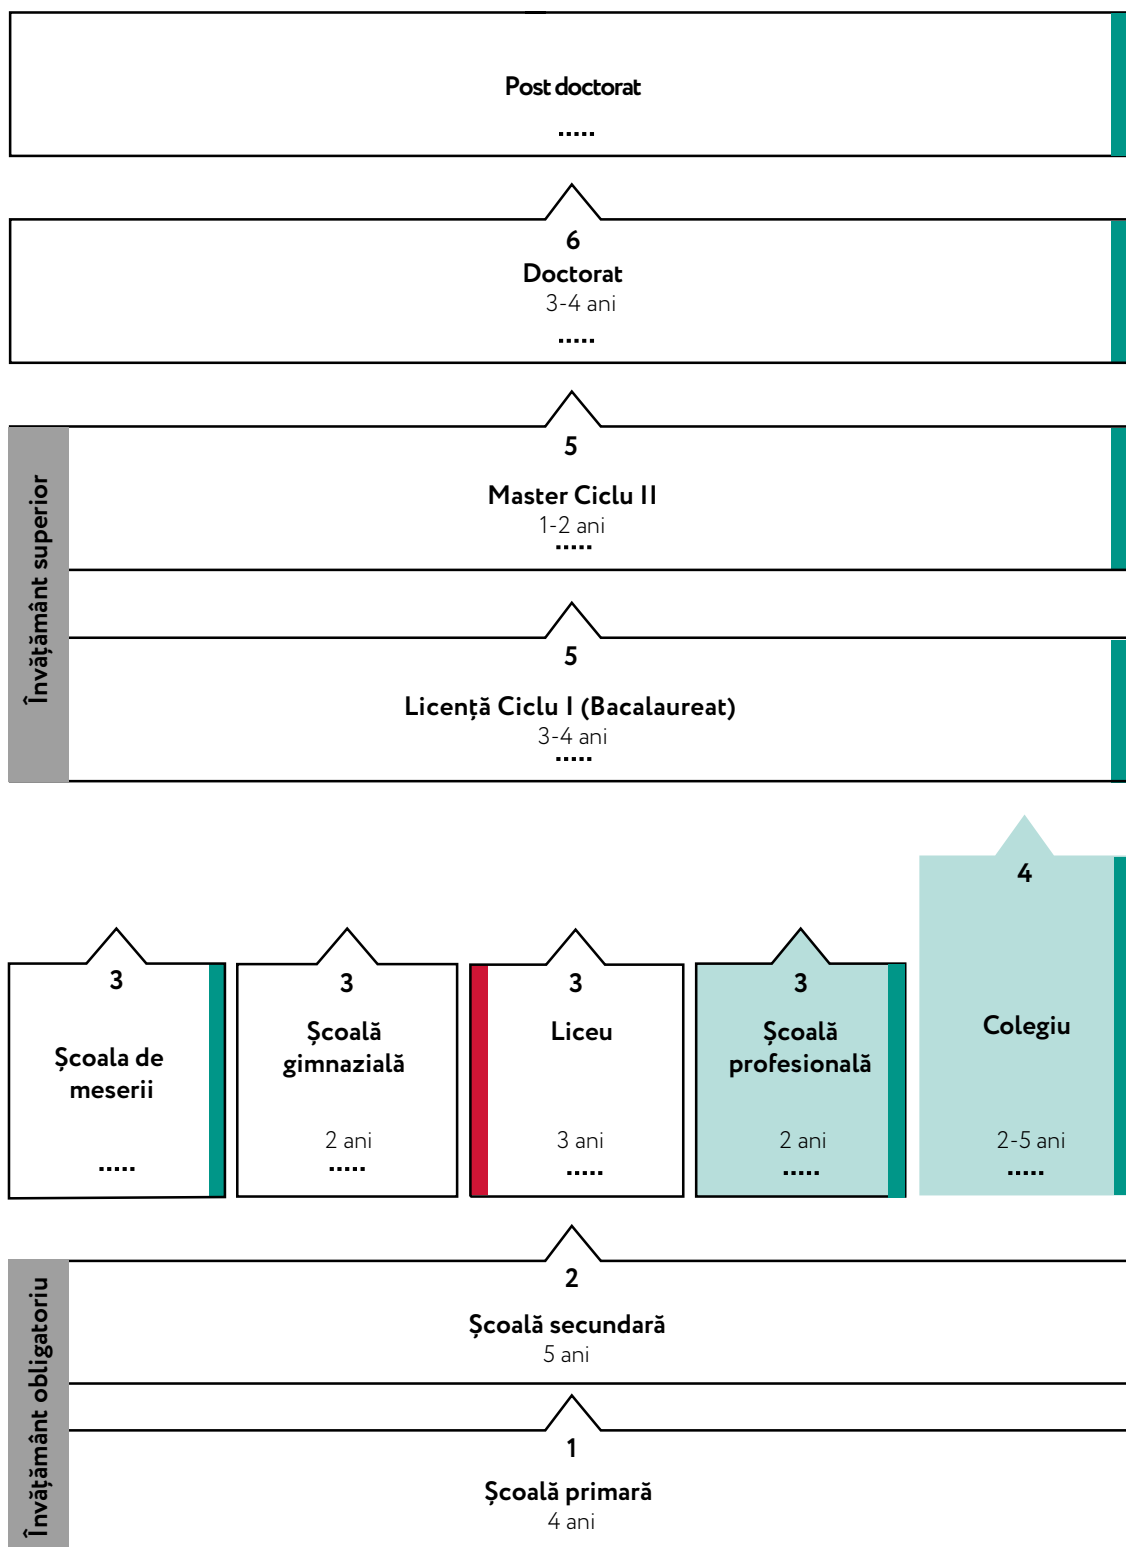 Post doctorat
.....
6
Doctorat
3-4 ani
.....
Învățământ superior
5
Master Ciclu II
1-2 ani
.....
5
Licență Ciclu I (Bacalaureat)
3-4 ani
.....
3
Școala de
meserii
.....
3
Școală
gimnazială
2 ani
.....
3
Liceu
3 ani
.....
3
Școală
profesională
2 ani
.....
4
Colegiu
2-5 ani
.....
Învățământ obligatoriu
2
Școală secundară
5 ani
1
Școală primară
4 ani